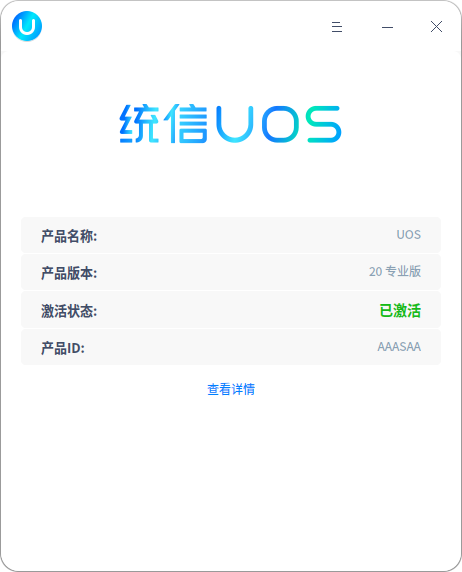 统信UOS
产品名称: UOS
产品版本: 20 专业版
激活状态: 已激活
产品ID: AAASAA
查看详情